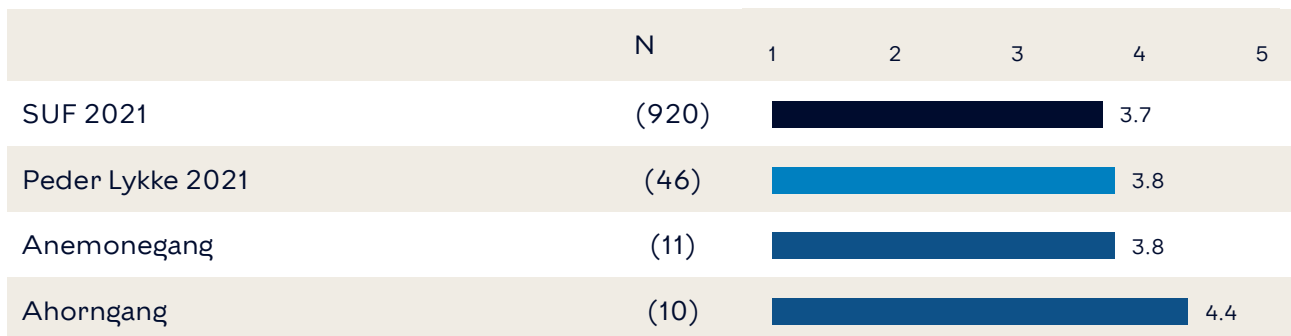 N 1 2 3 4 5
SUF 2021 (920) 3.7
Peder Lykke 2021 (46) 3.8
Anemonegang (11) 3.8
Ahorngang (10) 4.4